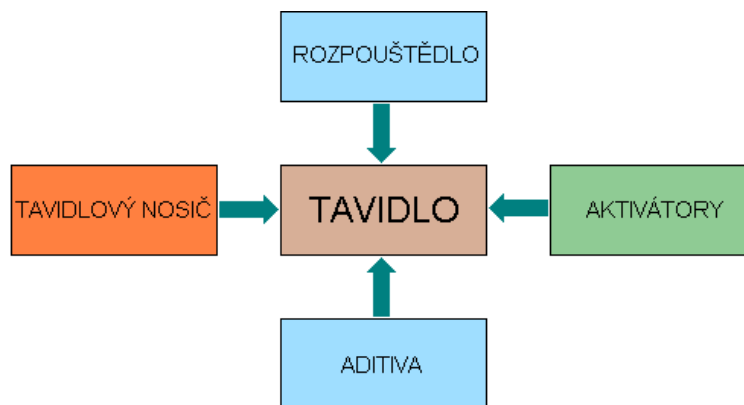 ROZPOUŠTĚDLO
TAVIDLOVÝ NOSIČ
TAVIDLO
AKTIVÁTORY
ADITIVA